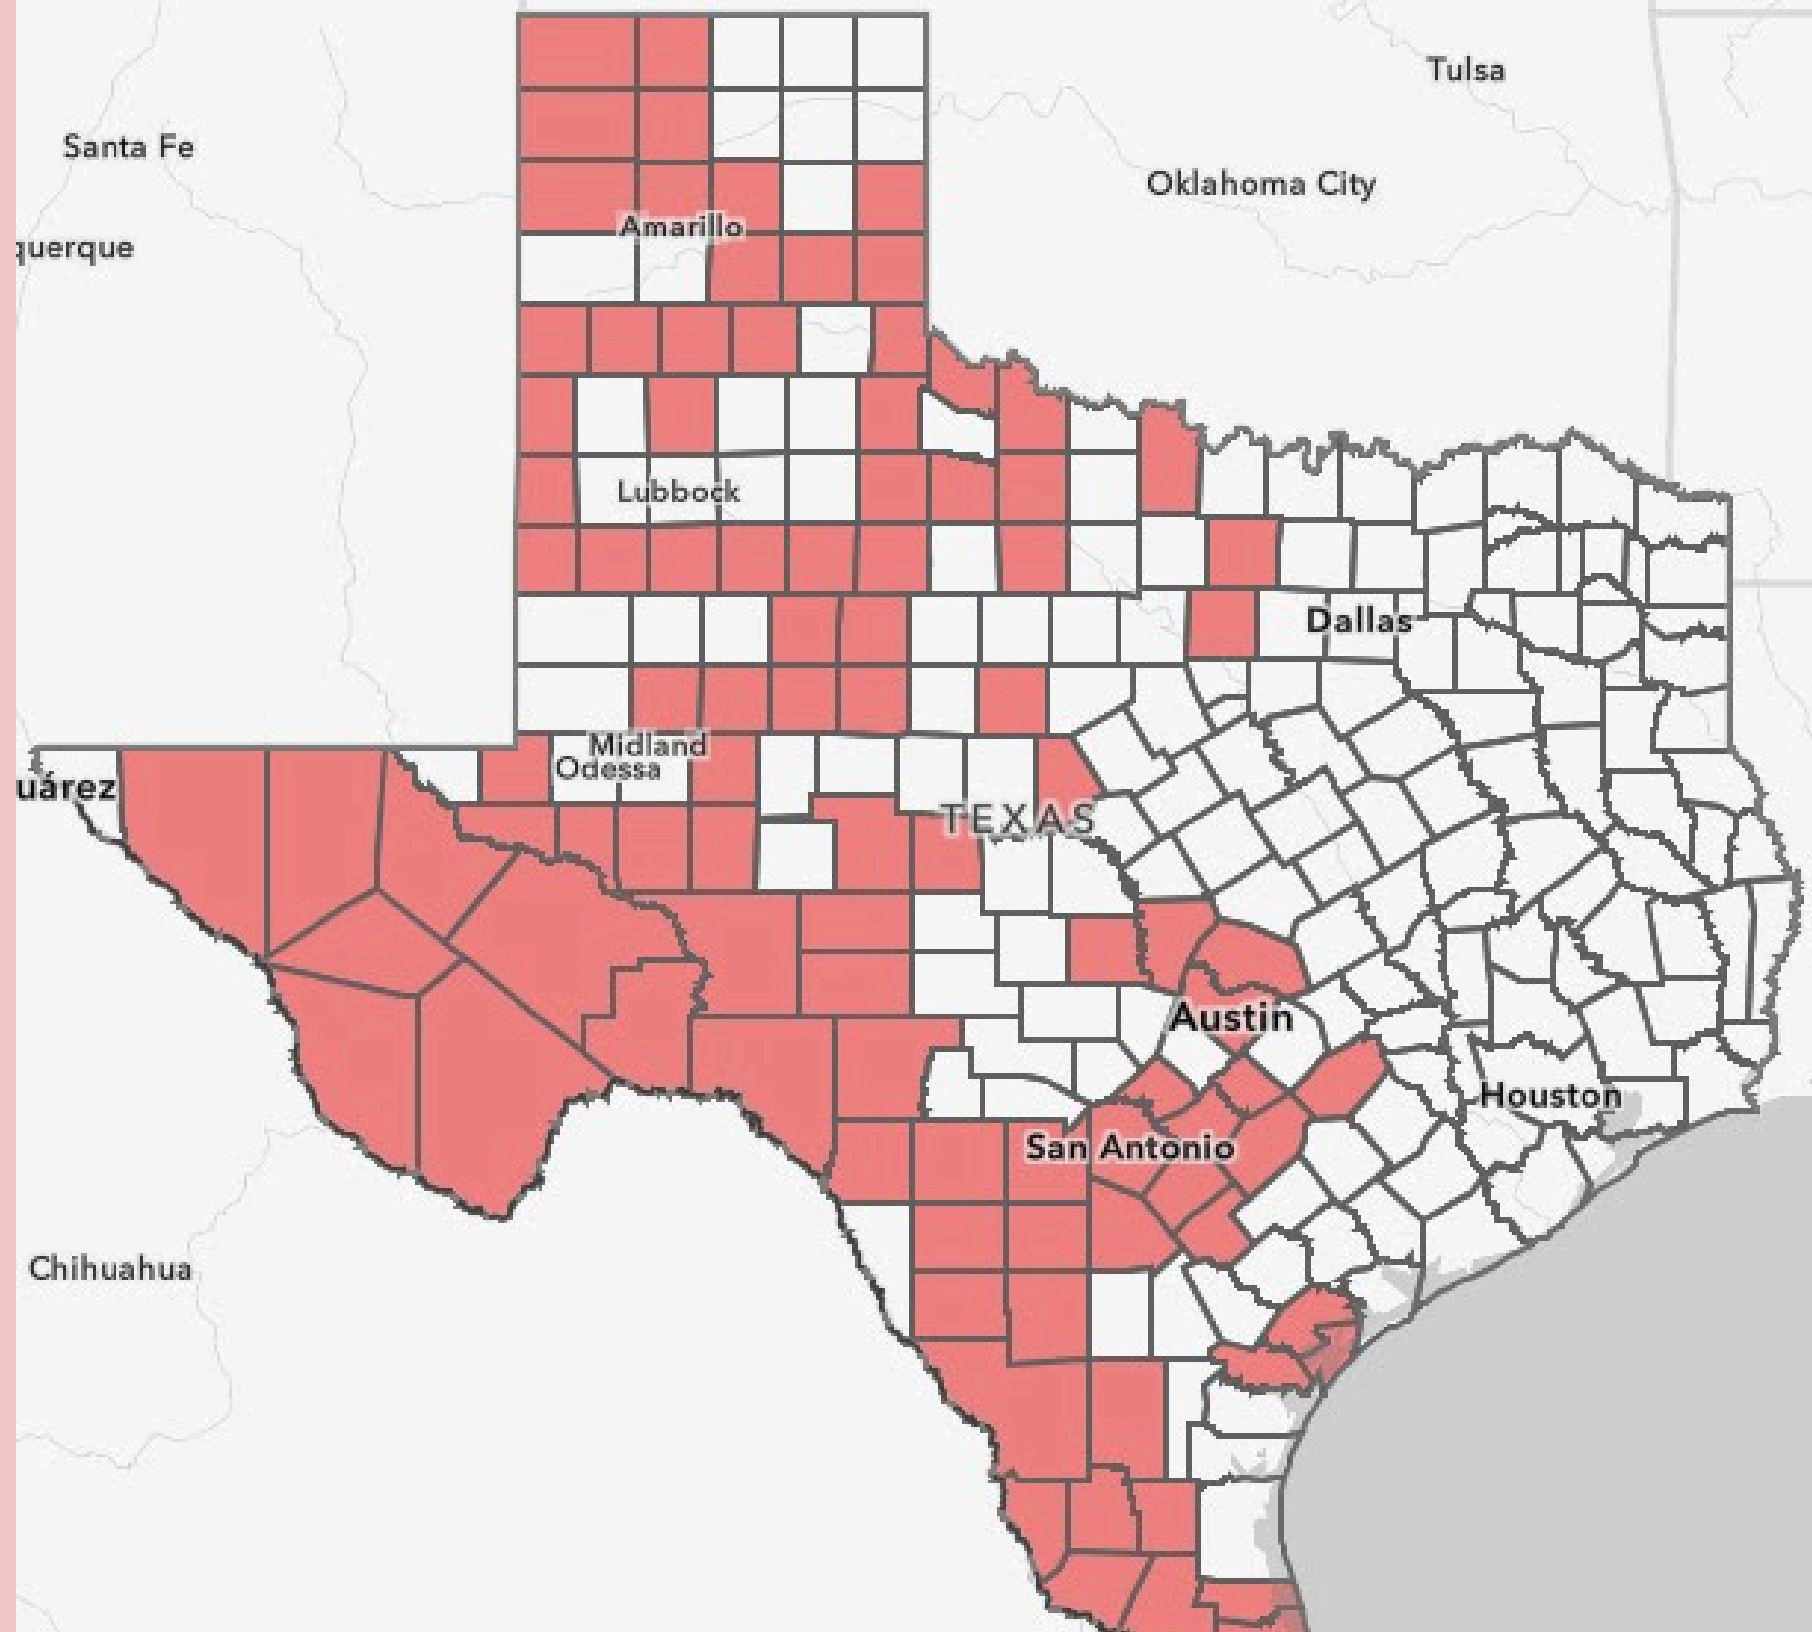 Tulsa
Santa Fe
Oklahoma City
Amarillo
querque
Lubbock
Dallas
Midland
Odessa
uárez
TEXAS
Austin
Houston
San Antonio
Chihuahua